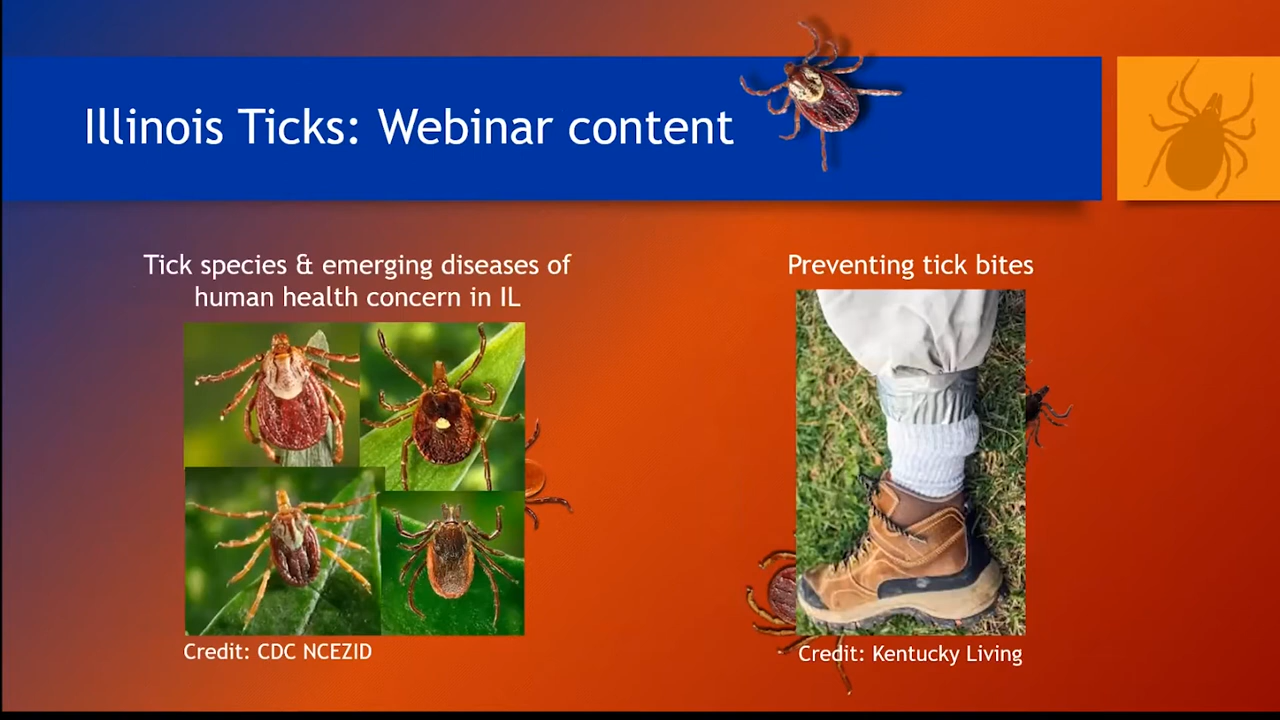 Illinois Ticks: Webinar content
Tick species & emerging diseases of
human health concern in IL
Credit: CDC NCEZID
Preventing tick bites
Credit: Kentucky Living